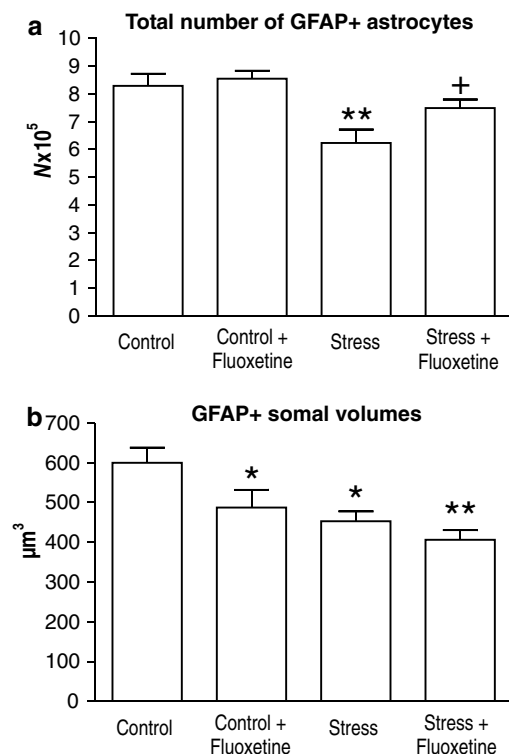 a Total number of GFAP+ astrocytes
10
9
8
7
6
5
4
3
2
1
0
Nx10⁵
**
+
Control
Control +
Fluoxetine
Stress
Stress +
Fluoxetine
b GFAP+ somal volumes
700
600
500
400
300
200
100
0
µm³
*
*
**
Control
Control +
Fluoxetine
Stress
Stress +
Fluoxetine